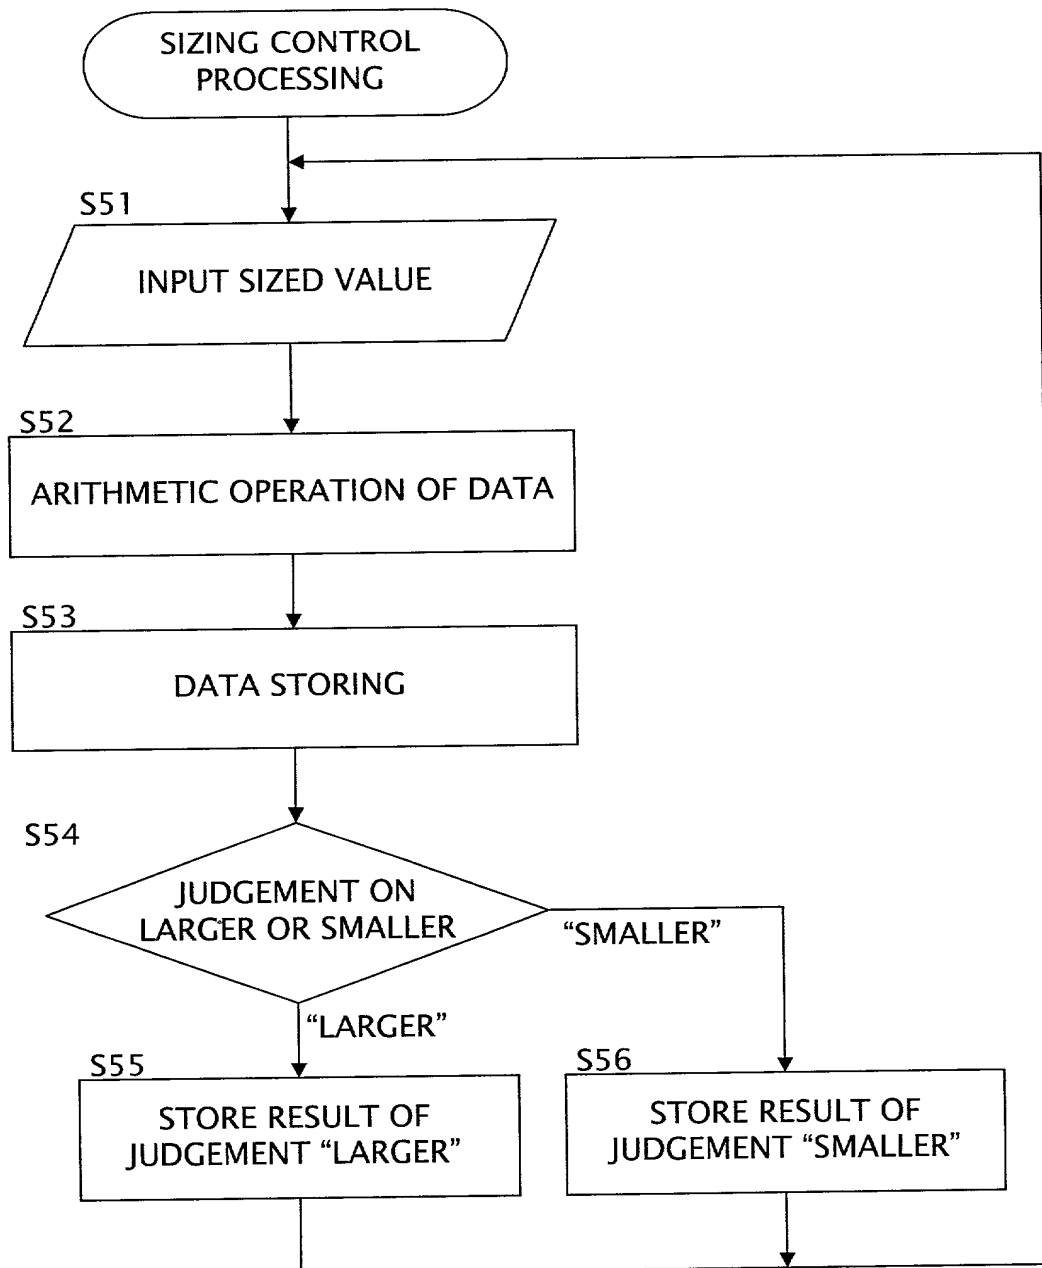 SIZING CONTROL
PROCESSING
S51
INPUT SIZED VALUE
S52
ARITHMETIC OPERATION OF DATA
S53
DATA STORING
S54
JUDGEMENT ON
LARGER OR SMALLER
“SMALLER”
“LARGER”
S55
STORE RESULT OF
JUDGEMENT “LARGER”
S56
STORE RESULT OF
JUDGEMENT “SMALLER”